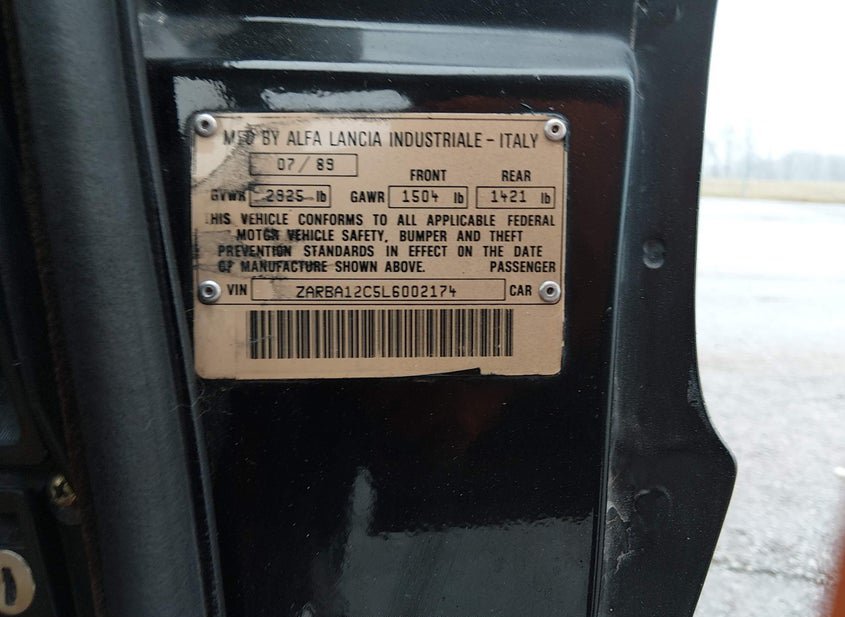 MFD BY ALFA LANCIA INDUSTRIALE - ITALY
07/89 FRONT REAR
GVWR 2925 lb GAWR 1504 lb 1421 lb
THIS VEHICLE CONFORMS TO ALL APPLICABLE FEDERAL
MOTOR VEHICLE SAFETY, BUMPER AND THEFT
PREVENTION STANDARDS IN EFFECT ON THE DATE
OF MANUFACTURE SHOWN ABOVE. PASSENGER
VIN ZARBA12C5L6002174 CAR